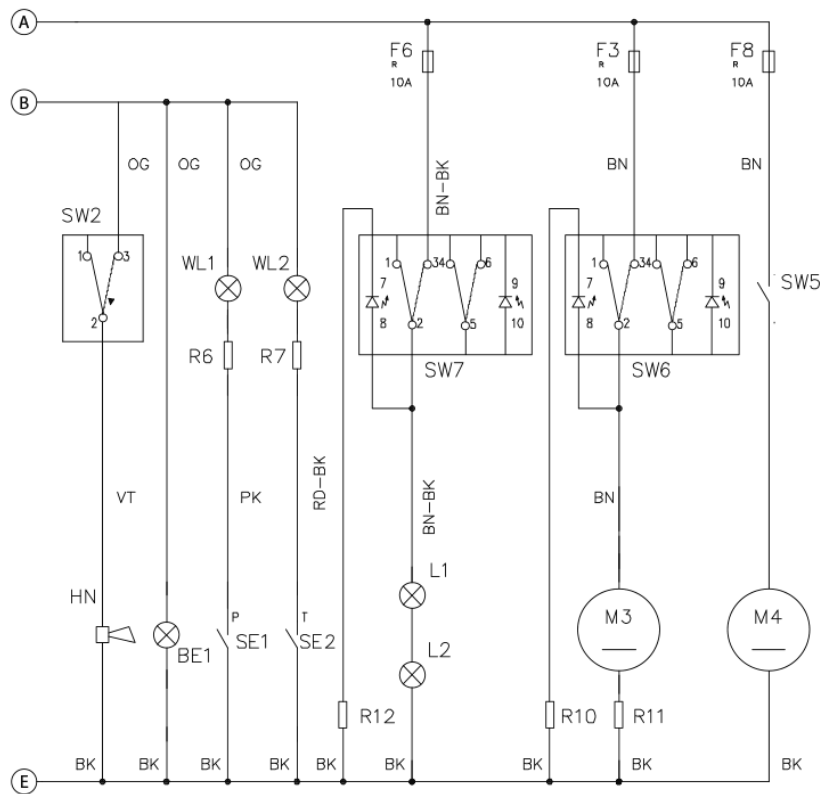 A
F6
R
10A
F3
R
10A
F8
R
10A
B
OG
OG
OG
BN-BK
BN
BN
SW2
1
3
2
WL1
WL2
7
8
1
34
6
2
5
9
10
7
8
1
34
6
2
5
9
10
SW5
R6
R7
SW7
SW6
VT
PK
RD-BK
BN-BK
BN
HN
BE1
P
SE1
T
SE2
L1
L2
M3
M4
R12
R10
R11
E
BK
BK
BK
BK
BK
BK
BK
BK
BK